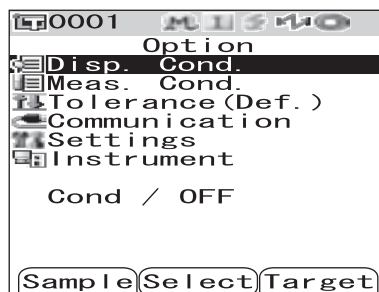 0001
Option
Disp. Cond.
Meas. Cond.
Tolerance(Def.)
Communication
Settings
Instrument
Cond / OFF
Sample Select Target